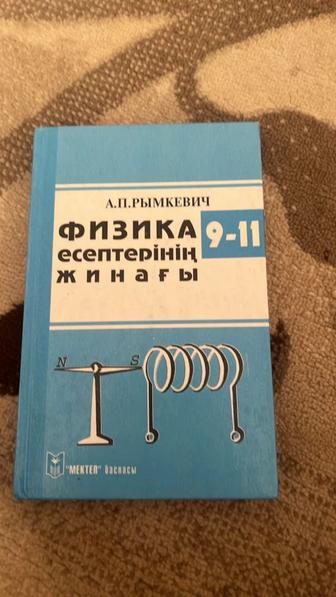 А.П.РЫМКЕВИЧ
ФИЗИКА 9-11
есептерінің
жинағы
N S
"МЕКТЕП" баспасы